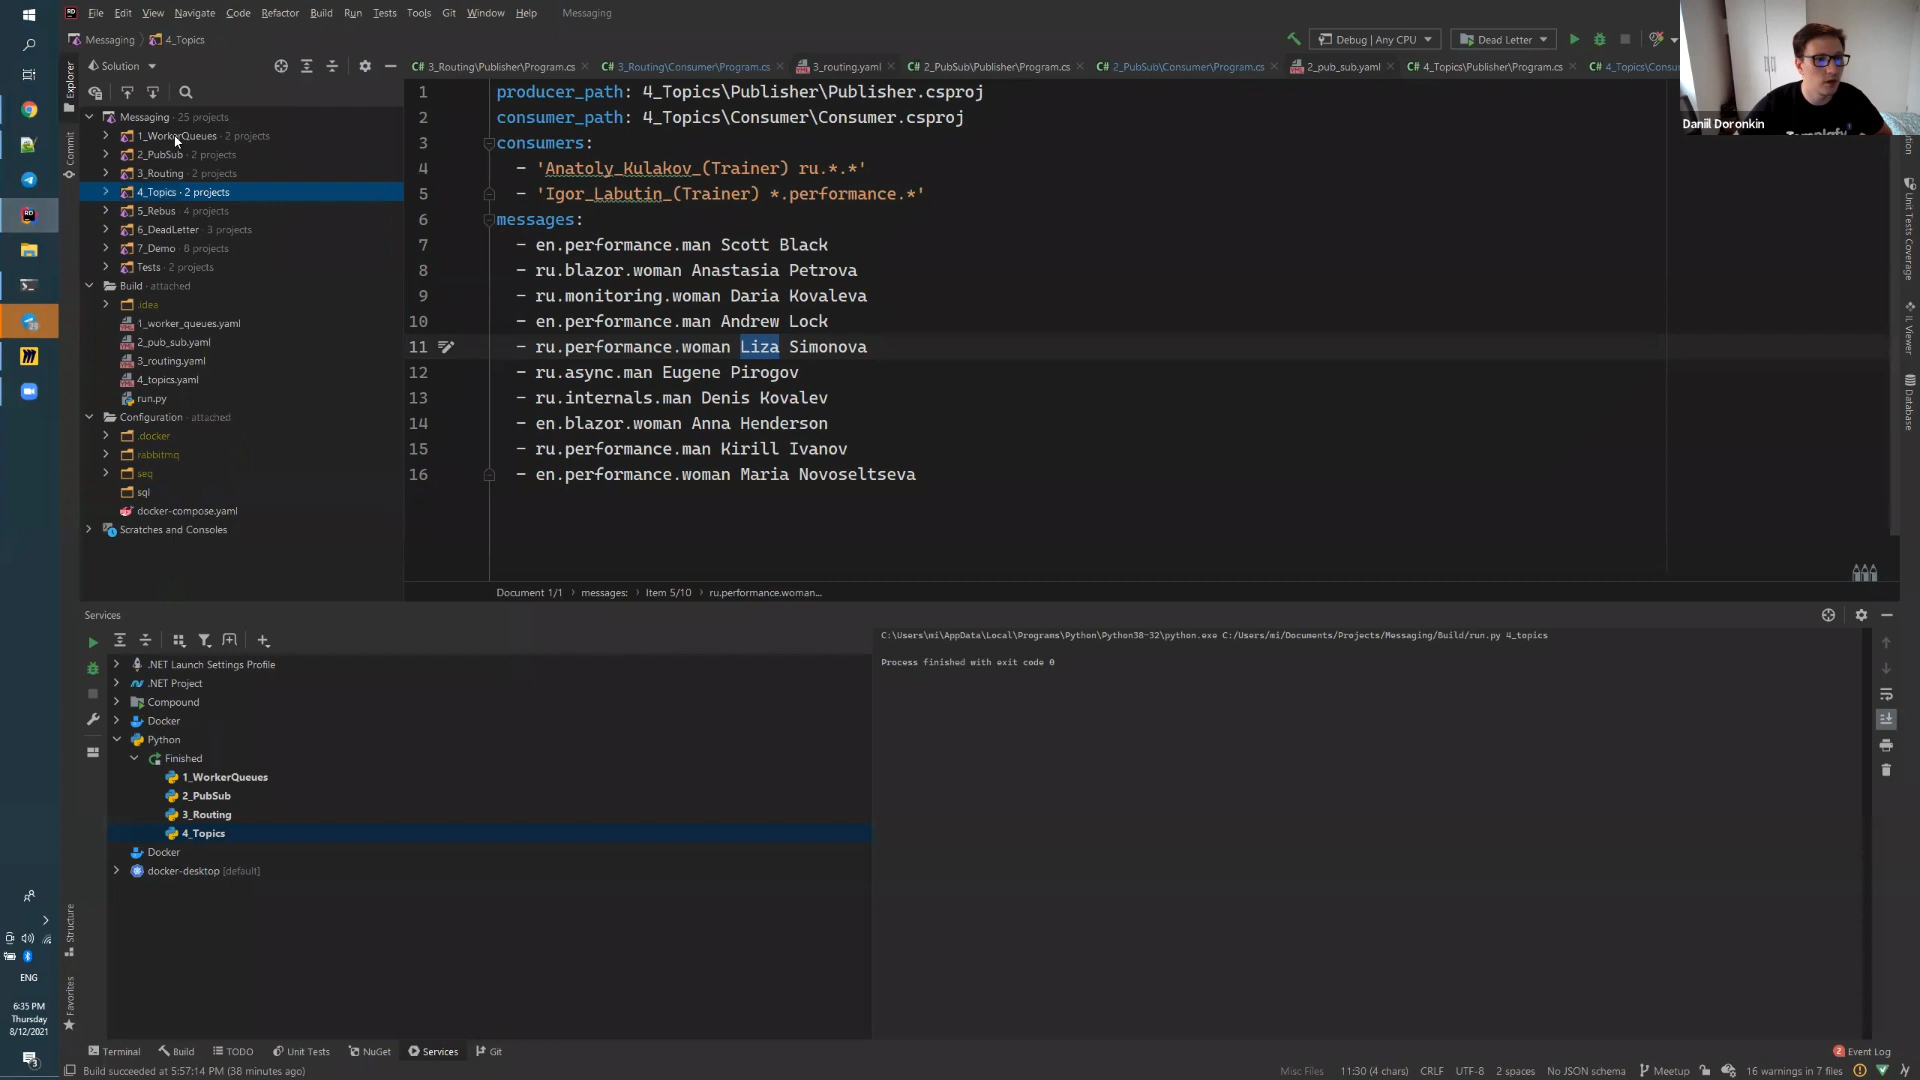 File Edit View Navigate Code Refactor Build Run Tests Tools Git Window Help Messaging
Messaging 4_Topics
Debug | Any CPU
Dead Letter
Daniil Doronkin
Solution
3_Routing\Publisher\Program.cs 3_Routing\Consumer\Program.cs 3_routing.yaml 2_PubSub\Publisher\Program.cs 2_PubSub\Consumer\Program.cs 2_pub_sub.yaml 4_Topics\Publisher\Program.cs 4_Topics\Consu
Explorer
Commit
Structure
Favorites
Messaging · 25 projects
1_WorkerQueues · 2 projects
2_PubSub · 2 projects
3_Routing · 2 projects
4_Topics · 2 projects
5_Rebus · 4 projects
6_DeadLetter · 3 projects
7_Demo · 8 projects
Tests · 2 projects
Build · attached
.idea
1_worker_queues.yaml
2_pub_sub.yaml
3_routing.yaml
4_topics.yaml
run.py
Configuration · attached
.docker
rabbitmq
seq
sql
docker-compose.yaml
Scratches and Consoles
1 producer_path: 4_Topics\Publisher\Publisher.csproj
2 consumer_path: 4_Topics\Consumer\Consumer.csproj
3 consumers:
4 - 'Anatoly_Kulakov_(Trainer) ru.*.*'
5 - 'Igor_Labutin_(Trainer) *.performance.*'
6 messages:
7 - en.performance.man Scott Black
8 - ru.blazor.woman Anastasia Petrova
9 - ru.monitoring.woman Daria Kovaleva
10 - en.performance.man Andrew Lock
11 - ru.performance.woman Liza Simonova
12 - ru.async.man Eugene Pirogov
13 - ru.internals.man Denis Kovalev
14 - en.blazor.woman Anna Henderson
15 - ru.performance.man Kirill Ivanov
16 - en.performance.woman Maria Novoseltseva
Document 1/1 messages: Item 5/10 ru.performance.woman...
Unit Tests Coverage
IL Viewer
Database
Services
.NET Launch Settings Profile
.NET Project
Compound
Docker
Python
Finished
1_WorkerQueues
2_PubSub
3_Routing
4_Topics
Docker
docker-desktop [default]
C:\Users\mi\AppData\Local\Programs\Python\Python38-32\python.exe C:/Users/mi/Documents/Projects/Messaging/Build/run.py 4_topics
Process finished with exit code 0
ENG
6:35 PM
Thursday
8/12/2021
Terminal Build TODO Unit Tests NuGet Services Git
2 Event Log
Build succeeded at 5:57:14 PM (38 minutes ago)
Misc Files 11:30 (4 chars) CRLF UTF-8 2 spaces No JSON schema Meetup 16 warnings in 7 files